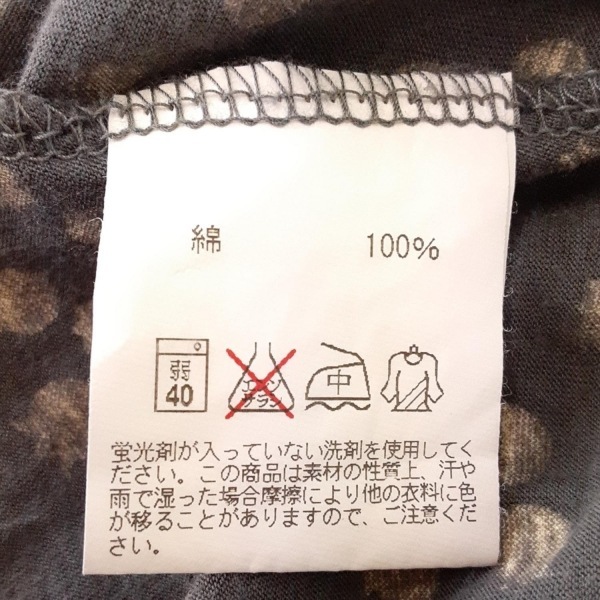 綿 100%
弱 40 エンソ サラシ 中
蛍光剤が入っていない洗剤を使用してく
ださい。この商品は素材の性質上、汗や
雨で湿った場合摩擦により他の衣料に色
が移ることがありますので、ご注意くだ
さい。